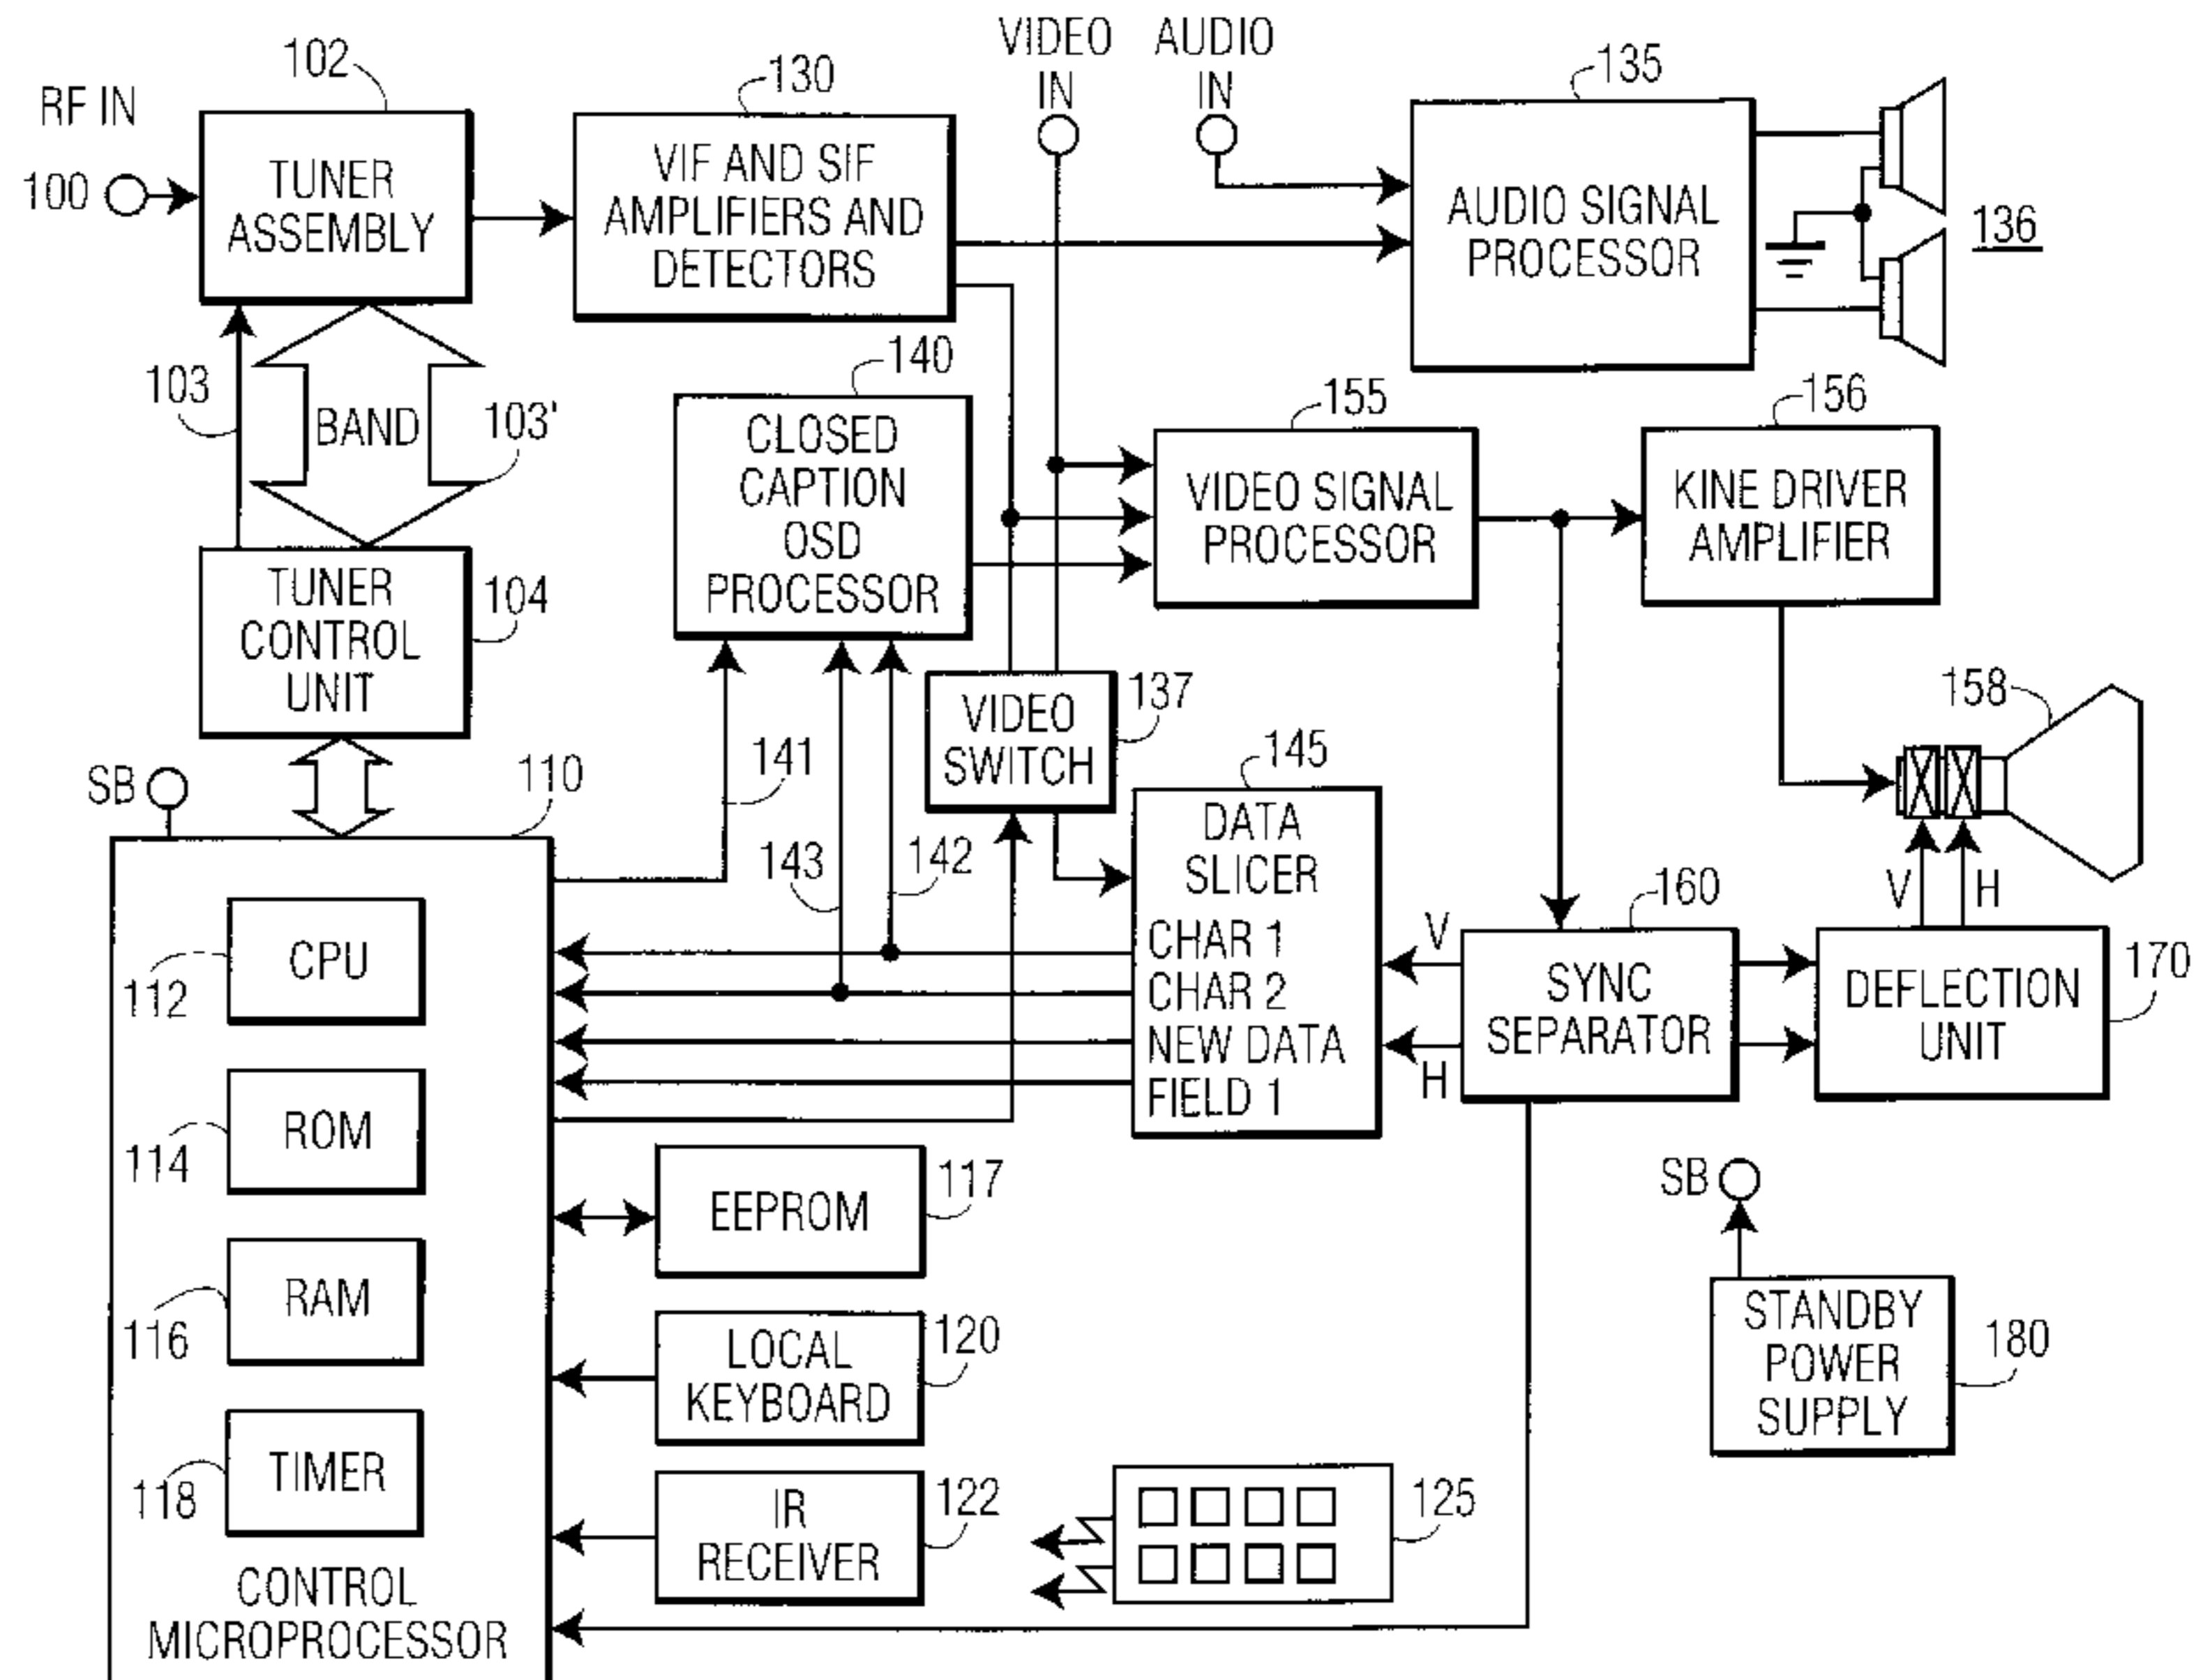 RF IN
100
102
TUNER
ASSEMBLY
130
VIF AND SIF
AMPLIFIERS AND
DETECTORS
VIDEO
IN
AUDIO
IN
135
AUDIO SIGNAL
PROCESSOR
136
103
BAND
103'
140
CLOSED
CAPTION
OSD
PROCESSOR
155
VIDEO SIGNAL
PROCESSOR
156
KINE DRIVER
AMPLIFIER
TUNER
CONTROL
UNIT
104
VIDEO
SWITCH
137
158
SB
110
141
143
142
145
DATA
SLICER
CHAR 1
CHAR 2
NEW DATA
FIELD 1
V
H
160
SYNC
SEPARATOR
V
H
DEFLECTION
UNIT
170
CPU
112
ROM
114
RAM
116
TIMER
118
CONTROL
MICROPROCESSOR
EEPROM
117
LOCAL
KEYBOARD
120
IR
RECEIVER
122
125
SB
STANDBY
POWER
SUPPLY
180